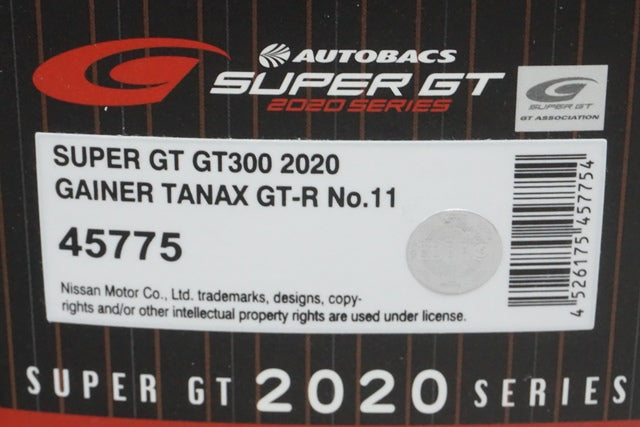 AUTOBACS
SUPER GT
2020 SERIES
SUPER GT
GT ASSOCIATION
SUPER GT GT300 2020
GAINER TANAX GT-R No.11
45775
Nissan Motor Co., Ltd. trademarks, designs, copy-
rights and/or other intellectual property rights are used under license.
4 526175 457754
SUPER GT 2020 SERIES